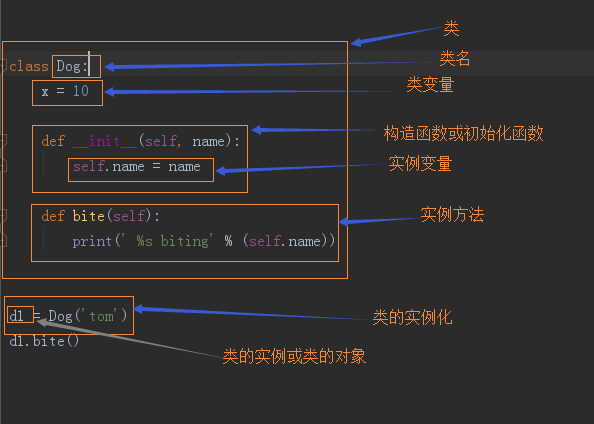 类
class Dog:
类名
x = 10
类变量
def __init__(self, name):
构造函数或初始化函数
self.name = name
实例变量
def bite(self):
实例方法
print(' %s biting' % (self.name))
d1 = Dog('tom')
类的实例化
d1.bite()
类的实例或类的对象